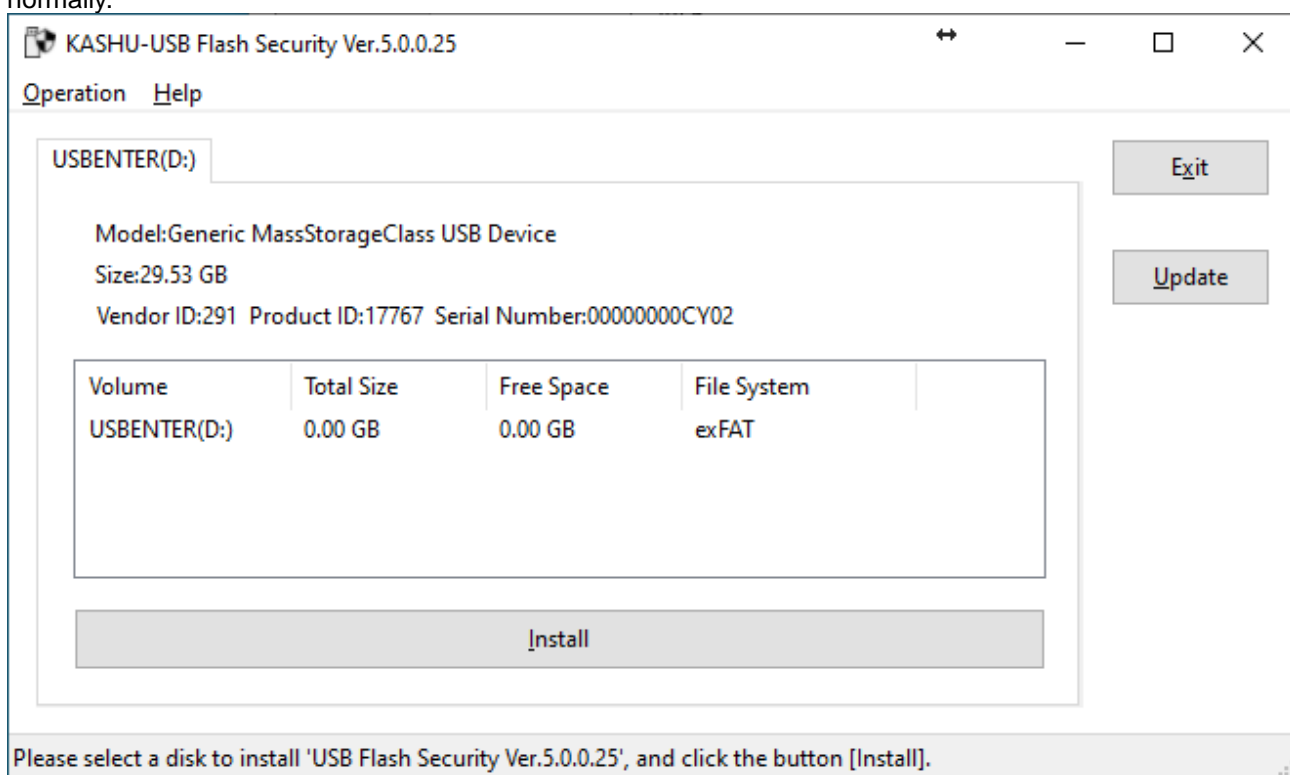 normally.
KASHU-USB Flash Security Ver.5.0.0.25
Operation Help
USBENTER(D:)
Exit
Model:Generic MassStorageClass USB Device
Size:29.53 GB
Update
Vendor ID:291 Product ID:17767 Serial Number:00000000CY02
Volume Total Size Free Space File System
USBENTER(D:) 0.00 GB 0.00 GB exFAT
Install
Please select a disk to install 'USB Flash Security Ver.5.0.0.25', and click the button [Install].